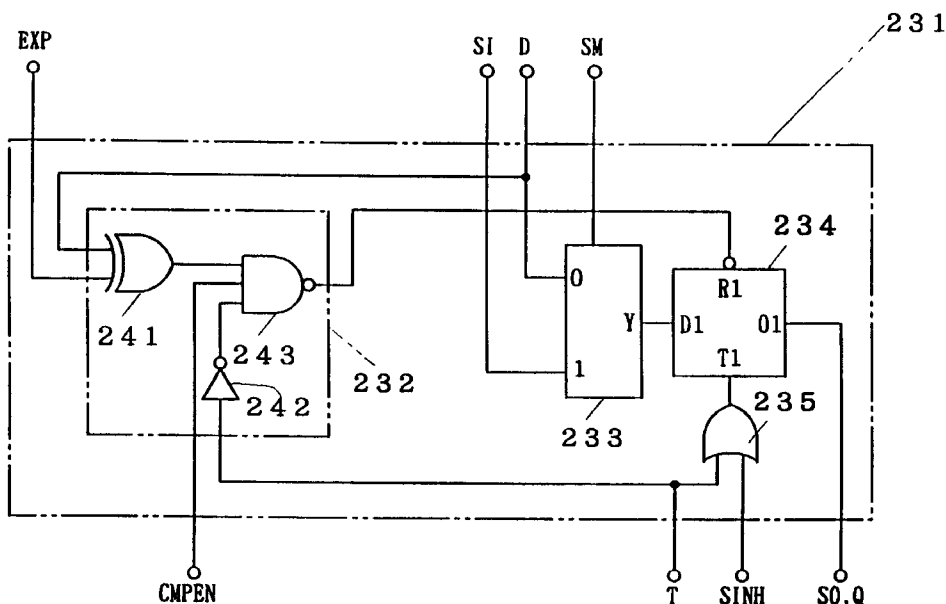 231
EXP
SI D SM
234
0
R1
241
243
Y
D1 O1
T1
232
1
242
235
233
CMPEN
T SINH SO.Q